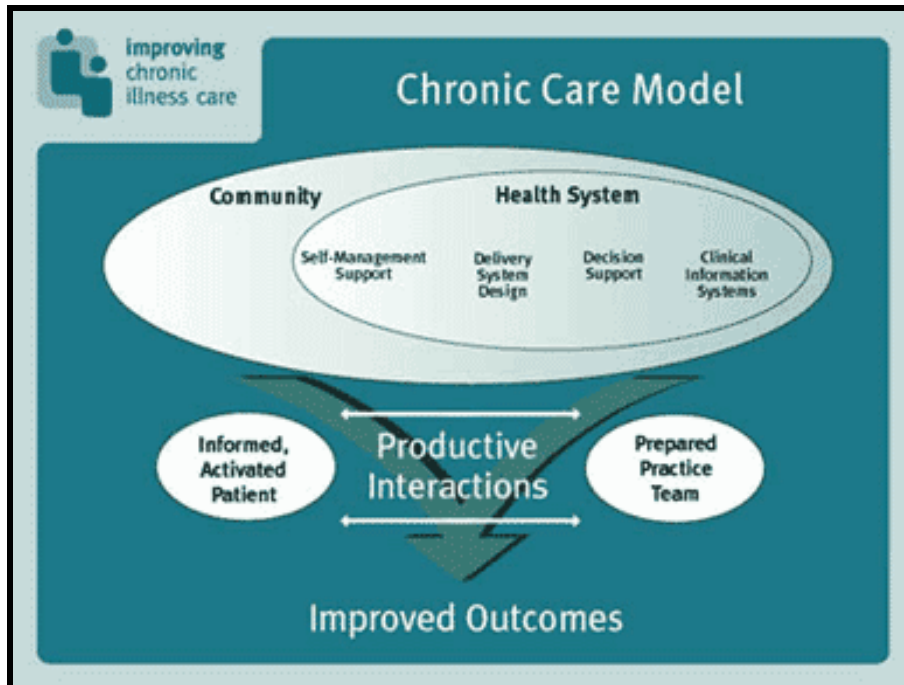 improving
chronic
illness care
Chronic Care Model
Community
Health System
Self-Management
Support
Delivery
System
Design
Decision
Support
Clinical
Information
Systems
Informed,
Activated
Patient
Productive
Interactions
Prepared
Practice
Team
Improved Outcomes